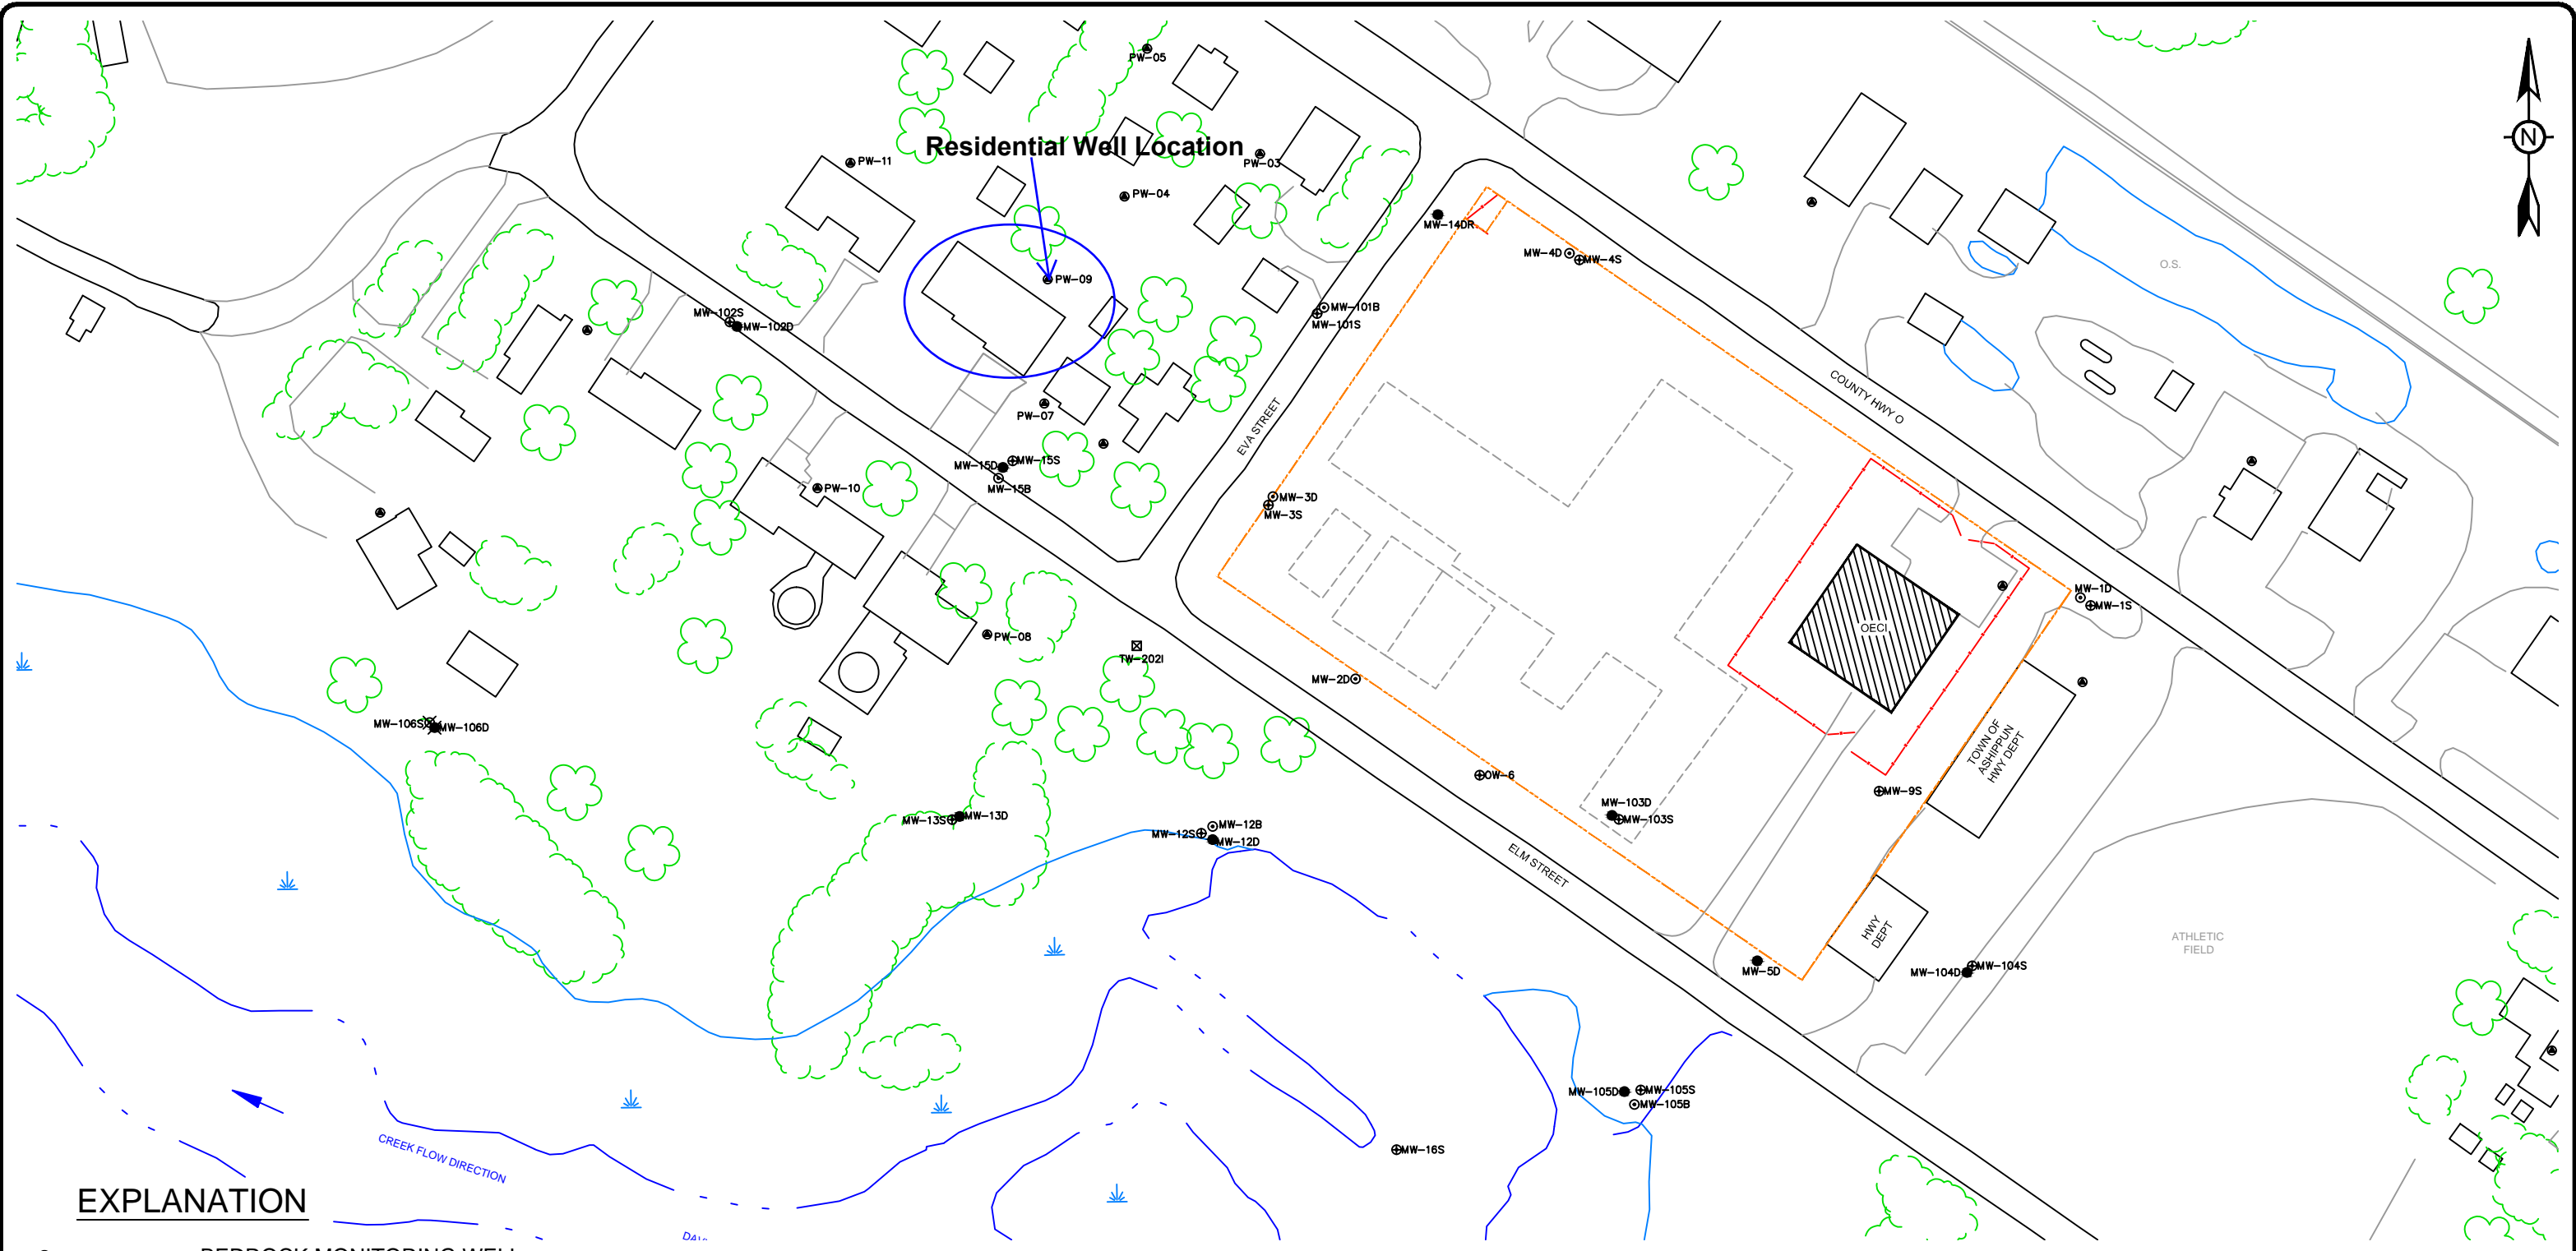 PW-05
N
Residential Well Location
PW-11
PW-03
PW-04
MW-14DR
MW-4D
MW-4S
O.S.
PW-09
MW-101B
MW-101S
MW-102S
MW-102D
COUNTY HWY O
PW-07
EVA STREET
MW-15D
MW-15S
MW-15B
PW-10
MW-3D
MW-3S
MW-1D
MW-1S
OECI
PW-08
TW-202I
MW-2D
MW-106S
MW-106D
TOWN OF
ASHIPPUN
HWY DEPT
OW-6
MW-9S
MW-103D
MW-103S
MW-13S
MW-13D
MW-12B
MW-12S
MW-12D
ELM STREET
HWY
DEPT
ATHLETIC
FIELD
MW-5D
MW-104D
MW-104S
MW-105D
MW-105S
MW-105B
CREEK FLOW DIRECTION
MW-16S
EXPLANATION
BEDROCK MONITORING WELL